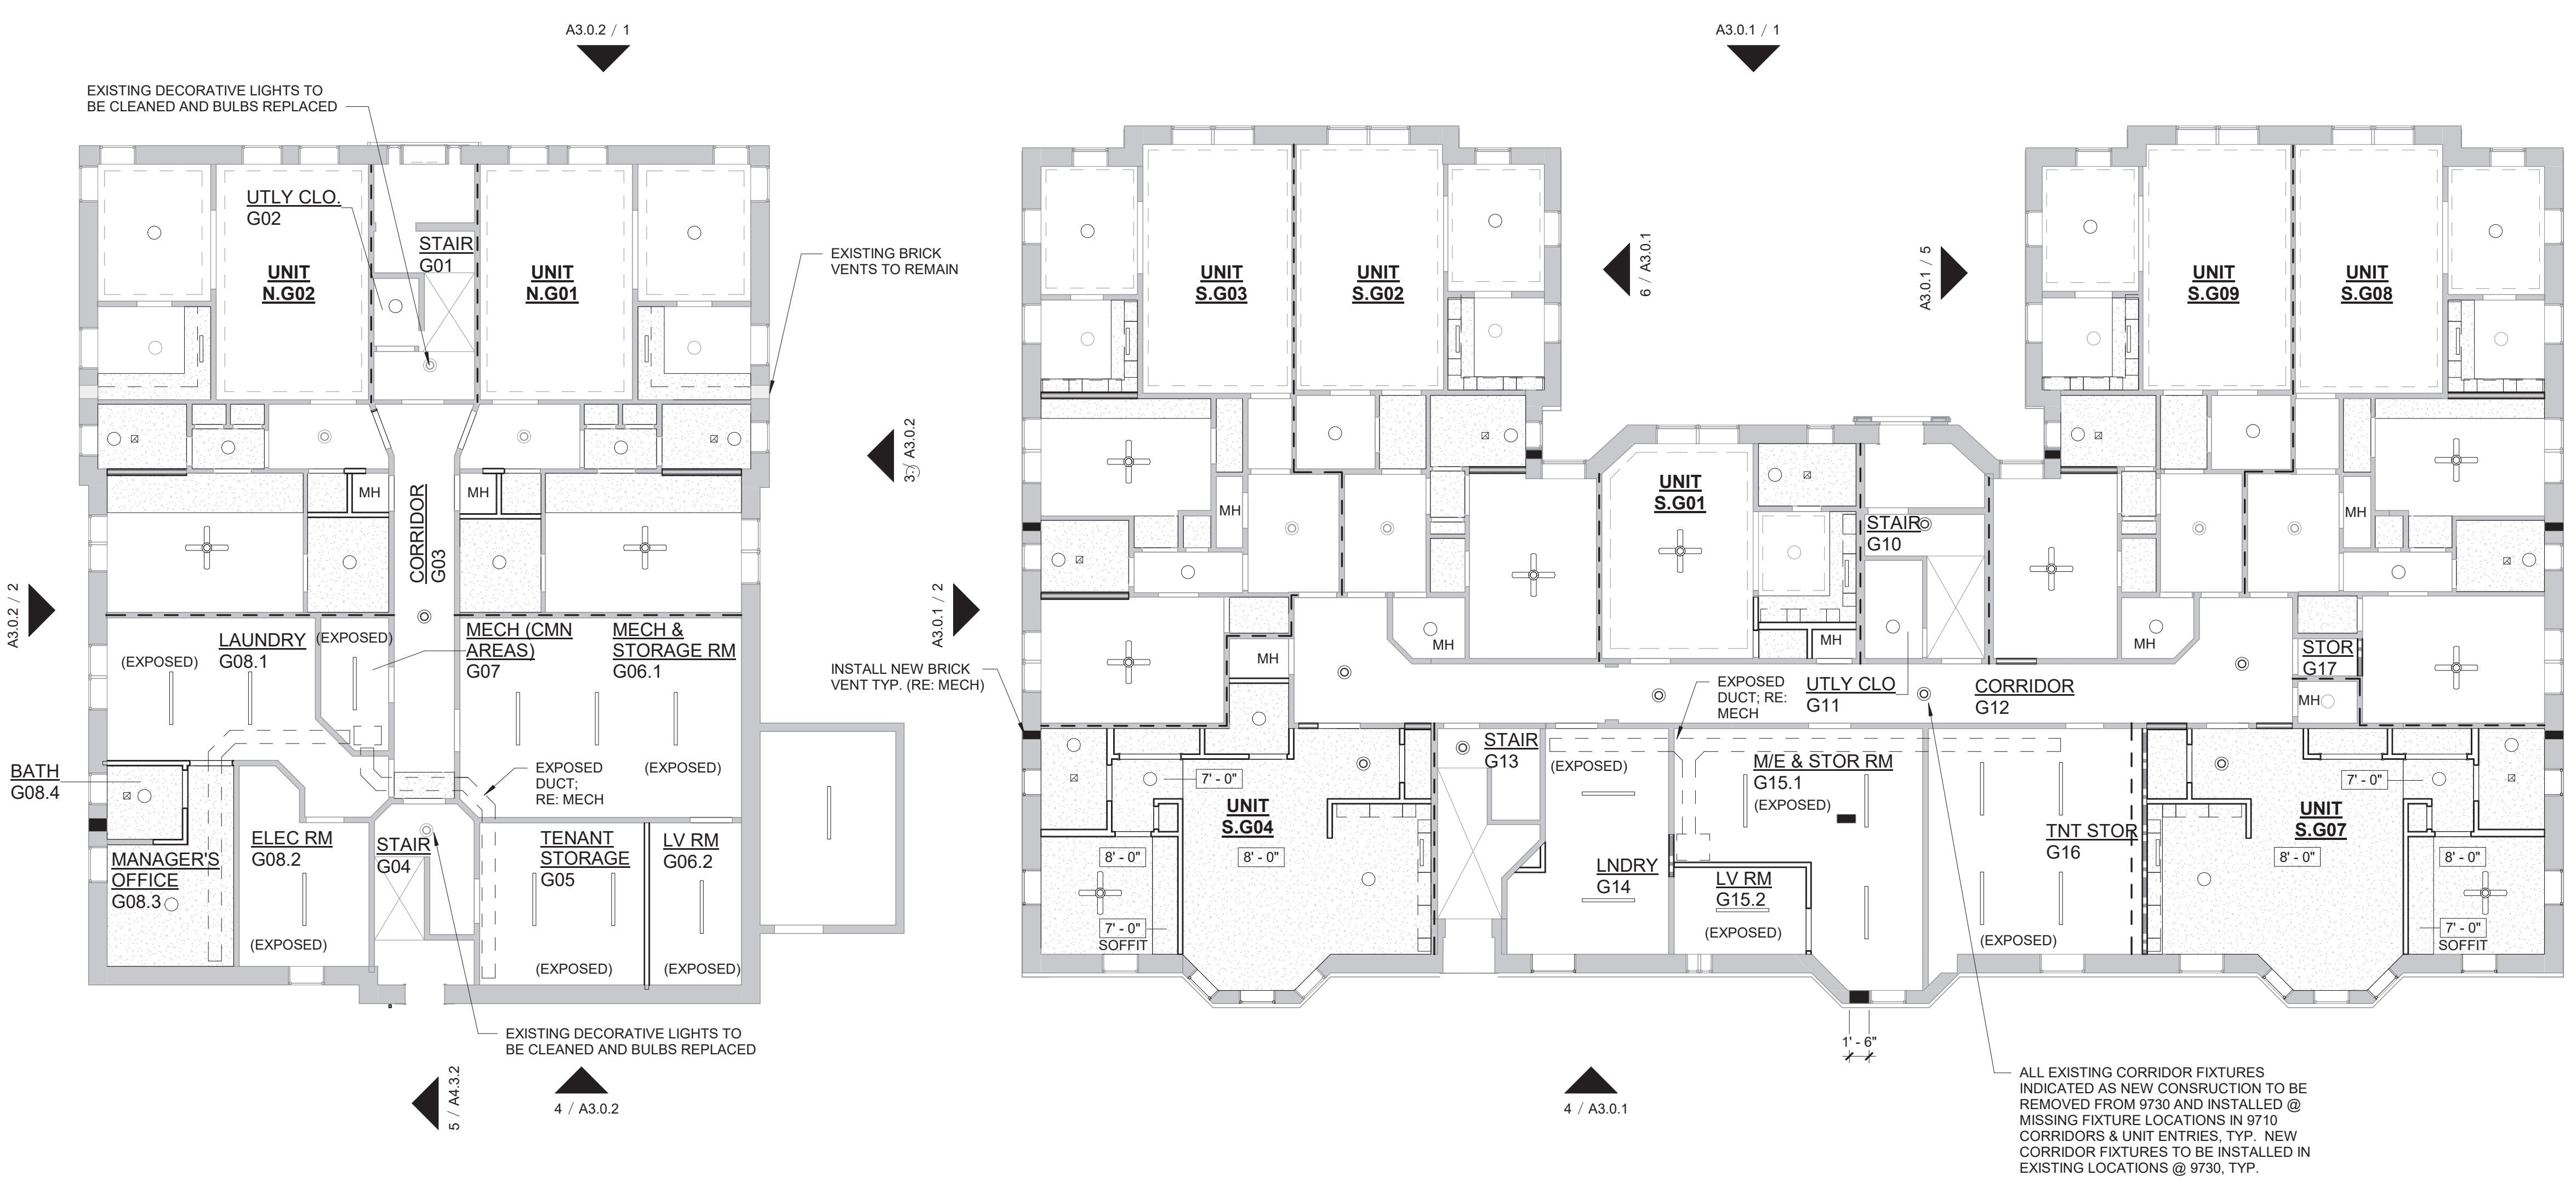 A3.0.2 / 1
A3.0.1 / 1
EXISTING DECORATIVE LIGHTS TO
BE CLEANED AND BULBS REPLACED
UTLY CLO.
G02
STAIR
G01
UNIT
N.G02
UNIT
N.G01
EXISTING BRICK
VENTS TO REMAIN
MH
MH
CORRIDOR
G03
3 / A3.0.2
A3.0.2 / 2
LAUNDRY
G08.1
(EXPOSED)
(EXPOSED)
MECH (CMN
AREAS)
G07
MECH &
STORAGE RM
G06.1
(EXPOSED)
BATH
G08.4
EXPOSED
DUCT;
RE: MECH
MANAGER'S
OFFICE
G08.3
ELEC RM
G08.2
(EXPOSED)
STAIR
G04
TENANT
STORAGE
G05
(EXPOSED)
LV RM
G06.2
(EXPOSED)
EXISTING DECORATIVE LIGHTS TO
BE CLEANED AND BULBS REPLACED
5 / A4.3.2
4 / A3.0.2
UNIT
S.G03
UNIT
S.G02
6 / A3.0.1
A3.0.1 / 5
UNIT
S.G09
UNIT
S.G08
MH
UNIT
S.G01
STAIR
G10
MH
A3.0.1 / 2
MH
MH
MH
MH
STOR
G17
MH
INSTALL NEW BRICK
VENT TYP. (RE: MECH)
EXPOSED
DUCT; RE:
MECH
UTLY CLO
G11
CORRIDOR
G12
7' - 0"
UNIT
S.G04
8' - 0"
8' - 0"
7' - 0"
SOFFIT
STAIR
G13
(EXPOSED)
LNDRY
G14
M/E & STOR RM
G15.1
(EXPOSED)
LV RM
G15.2
(EXPOSED)
TNT STOR
G16
(EXPOSED)
7' - 0"
UNIT
S.G07
8' - 0"
8' - 0"
7' - 0"
SOFFIT
1' - 6"
4 / A3.0.1
ALL EXISTING CORRIDOR FIXTURES
INDICATED AS NEW CONSRUCTION TO BE
REMOVED FROM 9730 AND INSTALLED @
MISSING FIXTURE LOCATIONS IN 9710
CORRIDORS & UNIT ENTRIES, TYP.  NEW
CORRIDOR FIXTURES TO BE INSTALLED IN
EXISTING LOCATIONS @ 9730, TYP.